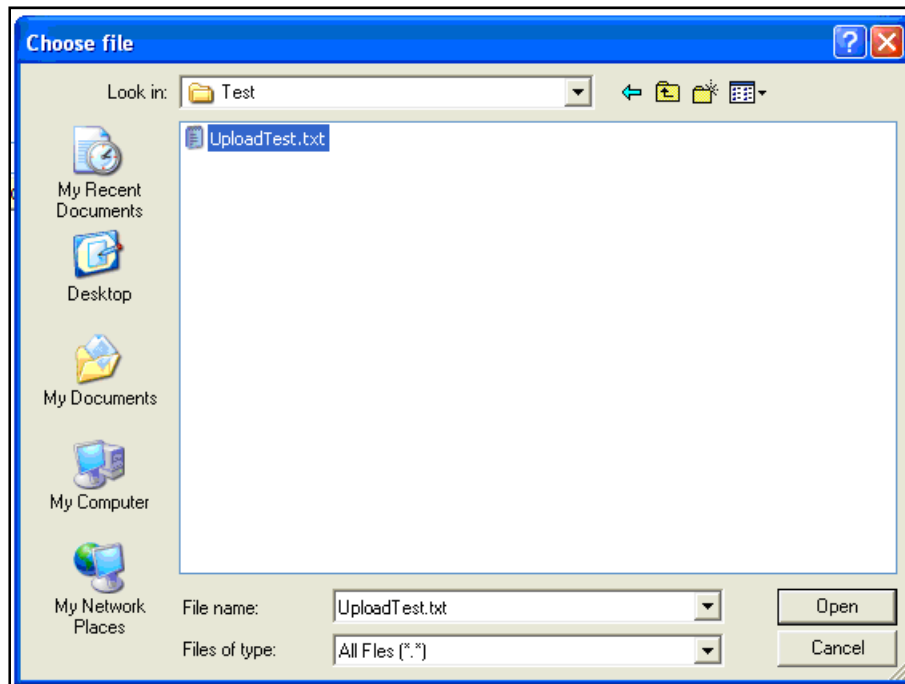 Choose file
Look in:
Test
UploadTest.txt
My Recent
Documents
Desktop
My Documents
My Computer
My Network
Places
File name:
UploadTest.txt
Open
Files of type:
All Fles (*.*)
Cancel